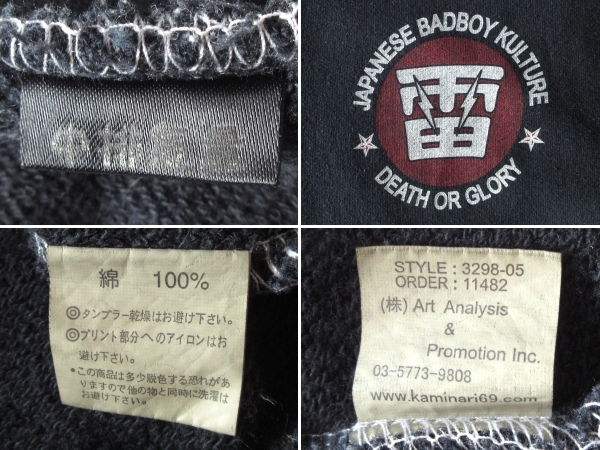 JAPANESE BADBOY KULTURE
雷
DEATH OR GLORY
綿 100%
◎タンブラー乾燥はお避け下さい。
◎プリント部分へのアイロンはお
避け下さい。
●この商品は多少脱色する恐れがあ
りますので他の物と同時に洗濯は
お避け下さい。
STYLE : 3298-05
ORDER : 11482
(株) Art Analysis
&
Promotion Inc.
03-5773-9808
www.kaminari69.com